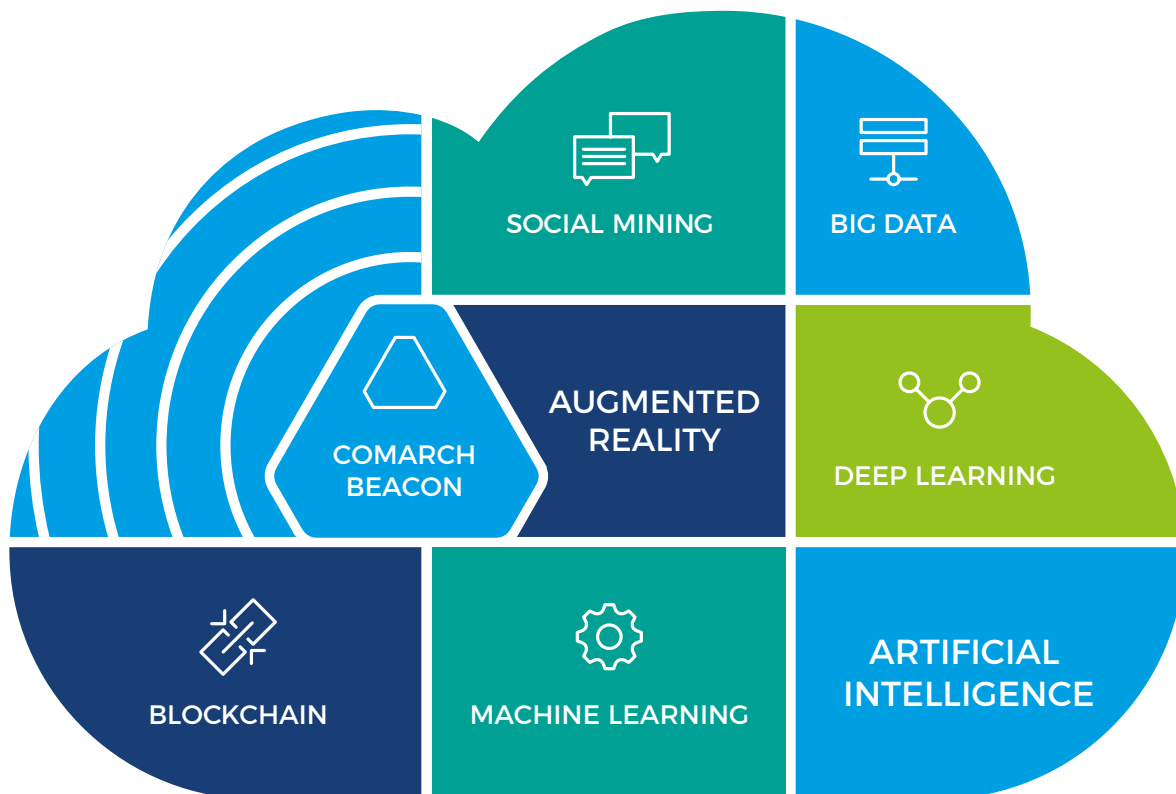 SOCIAL MINING
BIG DATA
COMARCH
BEACON
AUGMENTED
REALITY
DEEP LEARNING
BLOCKCHAIN
MACHINE LEARNING
ARTIFICIAL
INTELLIGENCE